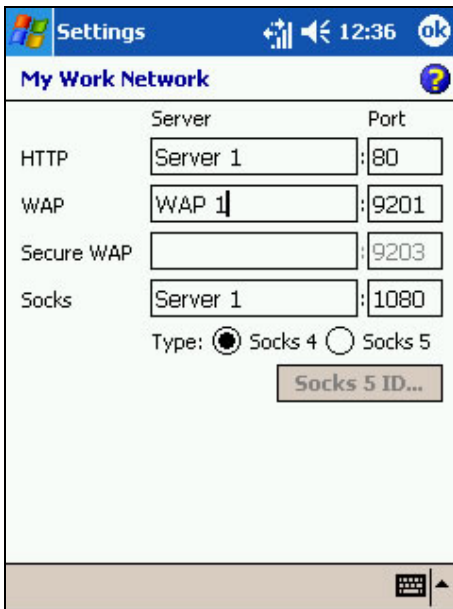 Settings 12:36 ok
My Work Network ?
Server Port
HTTP Server 1 : 80
WAP WAP 1 : 9201
Secure WAP : 9203
Socks Server 1 : 1080
Type: Socks 4 Socks 5
Socks 5 ID...